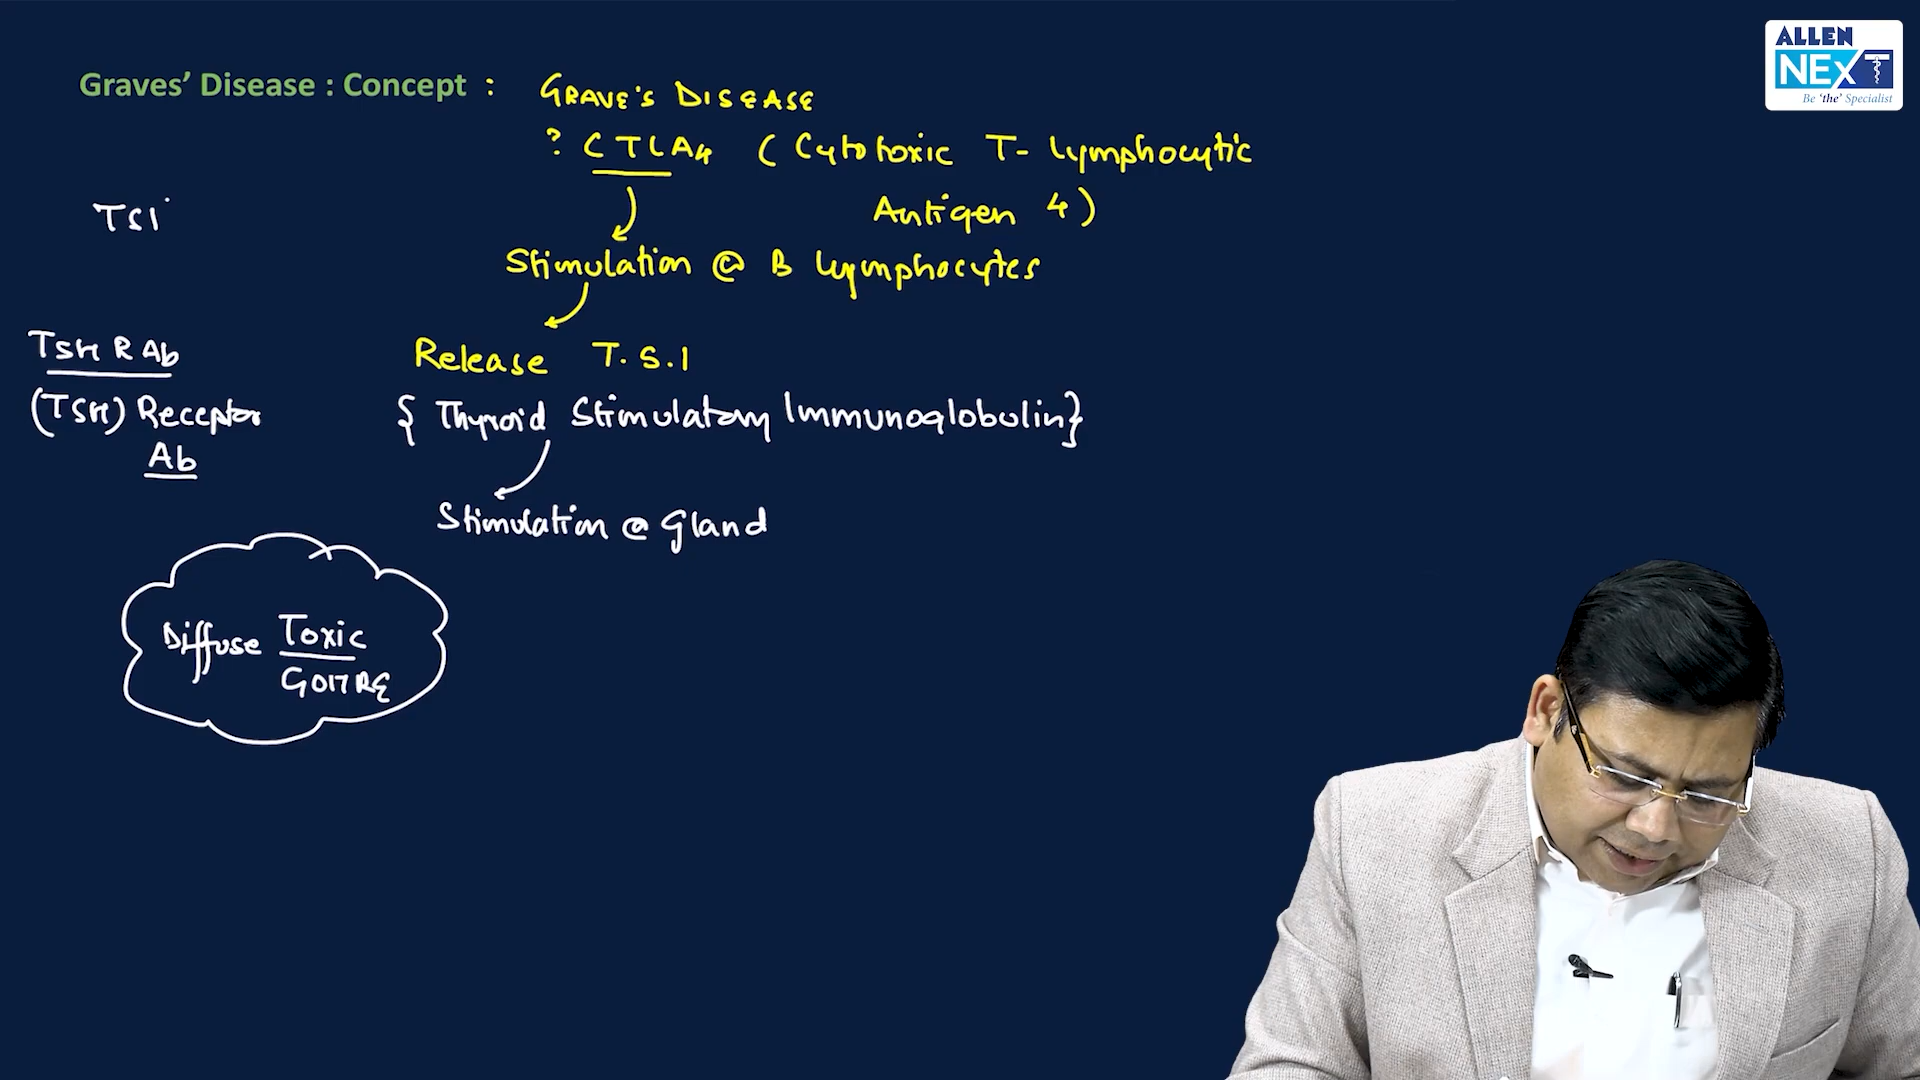 ALLEN
NEXT
Be 'the' Specialist
Graves' Disease : Concept :
GRAVE'S DISEASE
? CTLA4 (Cytotoxic T- Lymphocytic
Antigen 4)
TSI
Stimulation @ B Lymphocytes
Release T.S.I
{ Thyroid Stimulatory Immunoglobulin}
TSH R Ab
(TSH) Receptor
Ab
Stimulation @ Gland
Diffuse Toxic
GOITRE